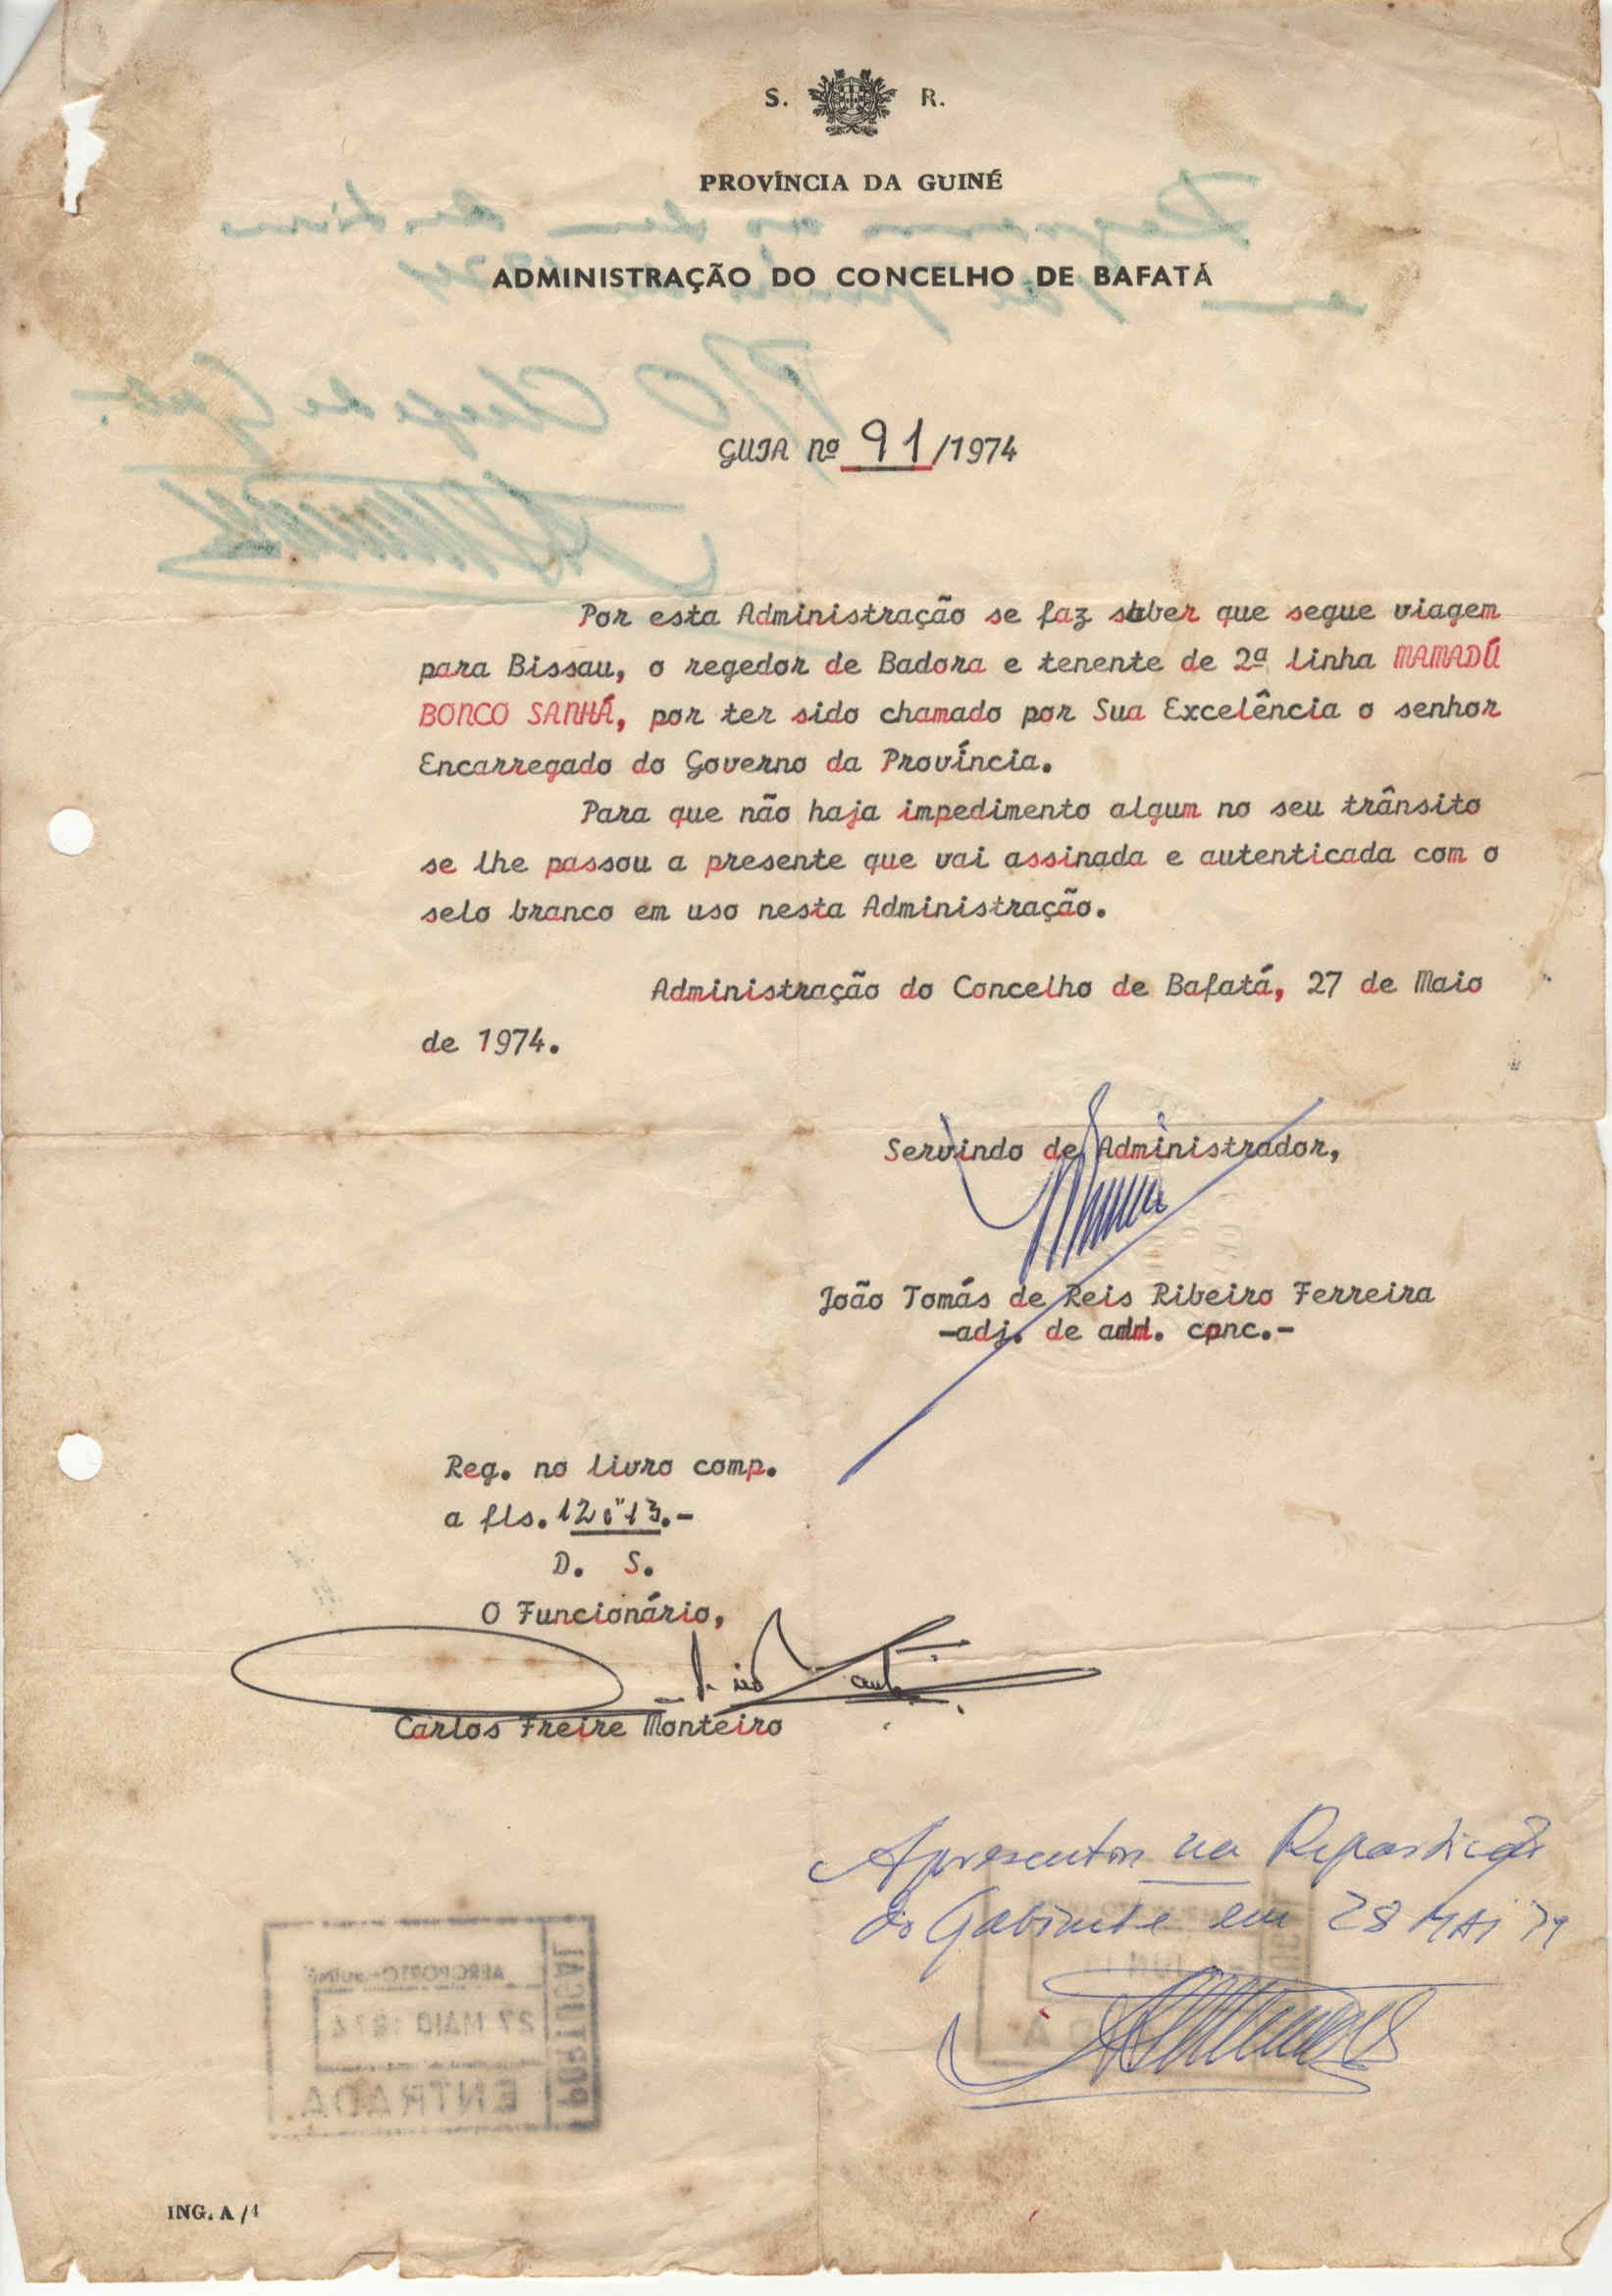 S. R.
PROVÍNCIA DA GUINÉ
ADMINISTRAÇÃO DO CONCELHO DE BAFATÁ
GUIA nº 91/1974
Por esta Administração se faz saber que segue viagem
para Bissau, o regedor de Badora e tenente de 2ª linha MAMADÚ
BONCO SANHÁ, por ter sido chamado por Sua Excelência o senhor
Encarregado do Governo da Província.
Para que não haja impedimento algum no seu trânsito
se lhe passou a presente que vai assinada e autenticada com o
selo branco em uso nesta Administração.
Administração do Concelho de Bafatá, 27 de Maio
de 1974.
Servindo de Administrador,
João Tomás de Reis Ribeiro Ferreira
-adj. de adm. conc.-
Reg. no livro comp.
a fls. 12 13.-
D. S.
O Funcionário,
Carlos Freire Monteiro
Apresentou na Repartição
do Gabinete em 28 MAI 74
PORTUGAL
AEROPORTO-GUINÉ
27 MAIO 1974
ENTRADA
ING. A/4